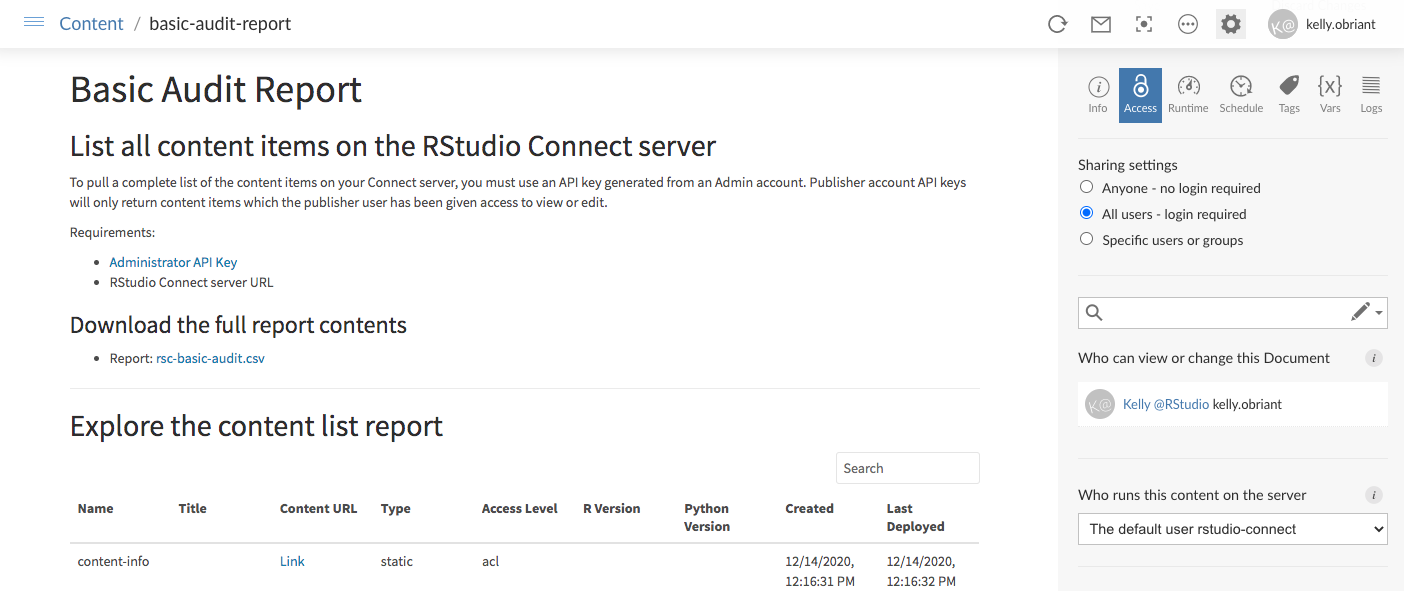 Content / basic-audit-report
K@ kelly.obriant
Basic Audit Report
List all content items on the RStudio Connect server
To pull a complete list of the content items on your Connect server, you must use an API key generated from an Admin account. Publisher account API keys
will only return content items which the publisher user has been given access to view or edit.
Requirements:
Administrator API Key
RStudio Connect server URL
Download the full report contents
Report: rsc-basic-audit.csv
Explore the content list report
Search
Name Title Content URL Type Access Level R Version Python Version Created Last Deployed
content-info Link static acl 12/14/2020, 12:16:31 PM 12/14/2020, 12:16:32 PM
Info Access Runtime Schedule Tags Vars Logs
Sharing settings
Anyone - no login required
All users - login required
Specific users or groups
Who can view or change this Document
K@ Kelly @RStudio kelly.obriant
Who runs this content on the server
The default user rstudio-connect